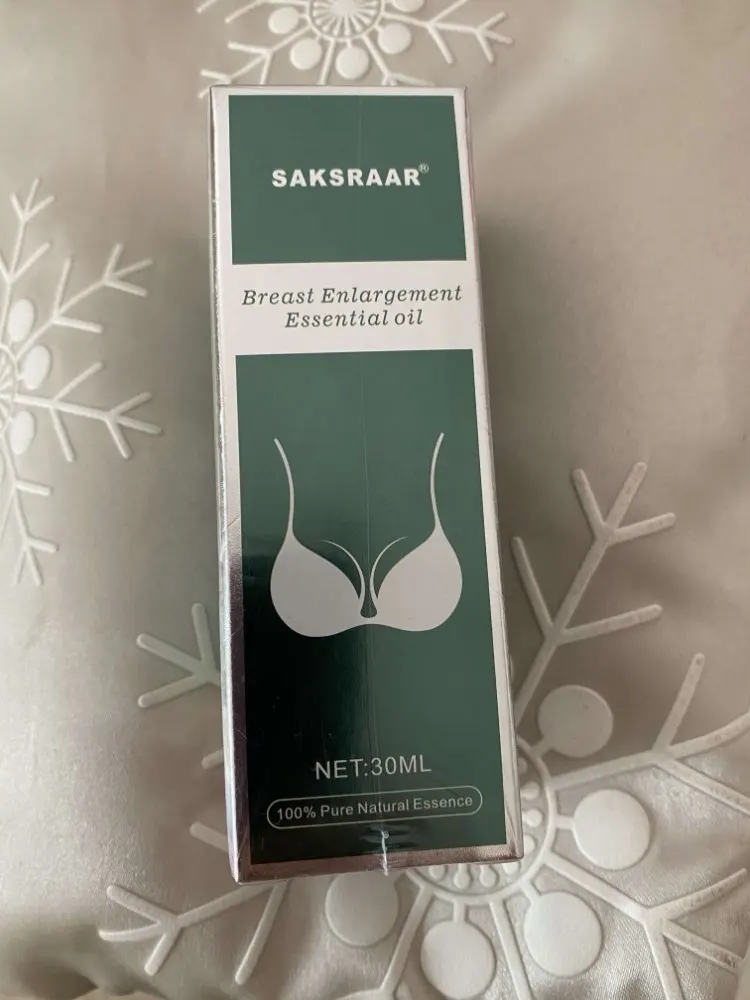 SAKSRAAR®
Breast Enlargement
Essential oil
NET:30ML
100% Pure Natural Essence